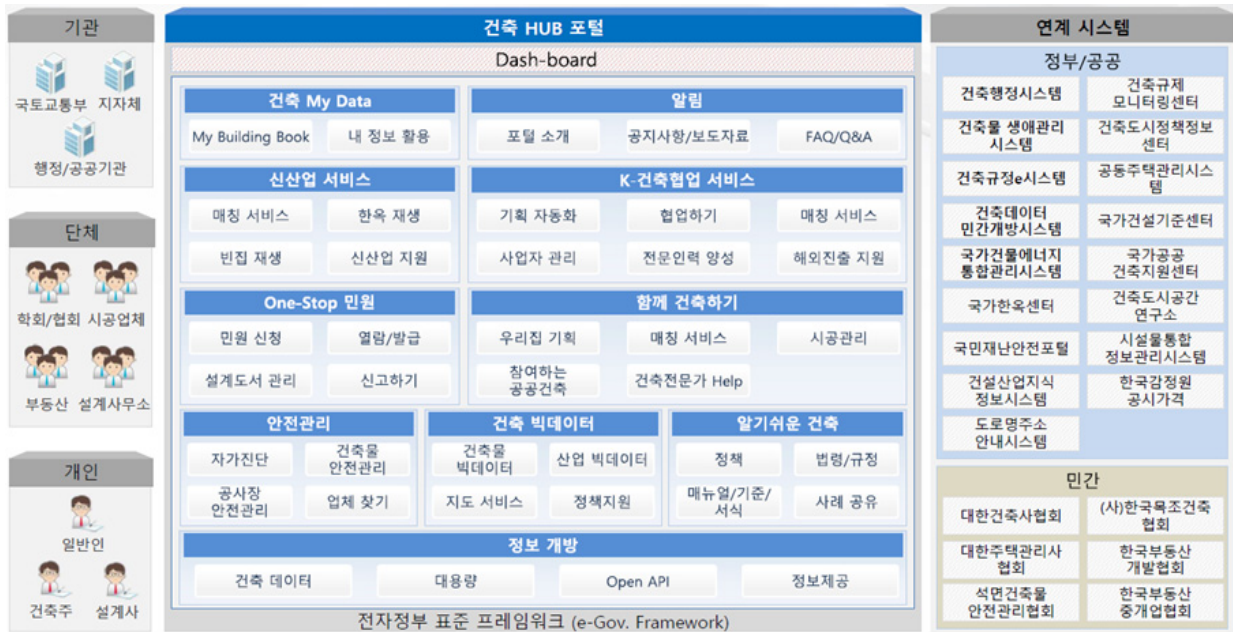 기관
국토교통부 지자체
행정/공공기관
단체
학회/협회 시공업체
부동산 설계사무소
개인
일반인
건축주 설계사
건축 HUB 포털
Dash-board
건축 My Data
My Building Book
내 정보 활용
알림
포털 소개
공지사항/보도자료
FAQ/Q&A
신산업 서비스
매칭 서비스
한옥 재생
빈집 재생
신산업 지원
K-건축협업 서비스
기획 자동화
협업하기
매칭 서비스
사업자 관리
전문인력 양성
해외진출 지원
One-Stop 민원
민원 신청
열람/발급
설계도서 관리
신고하기
함께 건축하기
우리집 기획
매칭 서비스
시공관리
참여하는
공공건축
건축전문가 Help
안전관리
자가진단
건축물
안전관리
공사장
안전관리
업체 찾기
건축 빅데이터
건축물
빅데이터
산업 빅데이터
지도 서비스
정책지원
알기쉬운 건축
정책
법령/규정
매뉴얼/기준/
서식
사례 공유
정보 개방
건축 데이터
대용량
Open API
정보제공
전자정부 표준 프레임워크 (e-Gov. Framework)
연계 시스템
정부/공공
건축행정시스템
건축규제
모니터링센터
건축물 생애관리
시스템
건축도시정책정보
센터
건축규정e시스템
공동주택관리시스
템
건축데이터
민간개방시스템
국가건설기준센터
국가건물에너지
통합관리시스템
국가공공
건축지원센터
국가한옥센터
건축도시공간
연구소
국민재난안전포털
시설물통합
정보관리시스템
건설산업지식
정보시스템
한국감정원
공시가격
도로명주소
안내시스템
민간
대한건축사협회
(사)한국목조건축
협회
대한주택관리사
협회
한국부동산
개발협회
석면건축물
안전관리협회
한국부동산
중개업협회